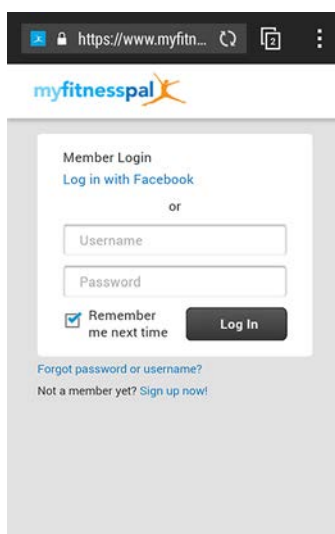 https://www.myfitn... 2
myfitnesspal
Member Login
Log in with Facebook
or
Username
Password
Remember
me next time
Log In
Forgot password or username?
Not a member yet? Sign up now!